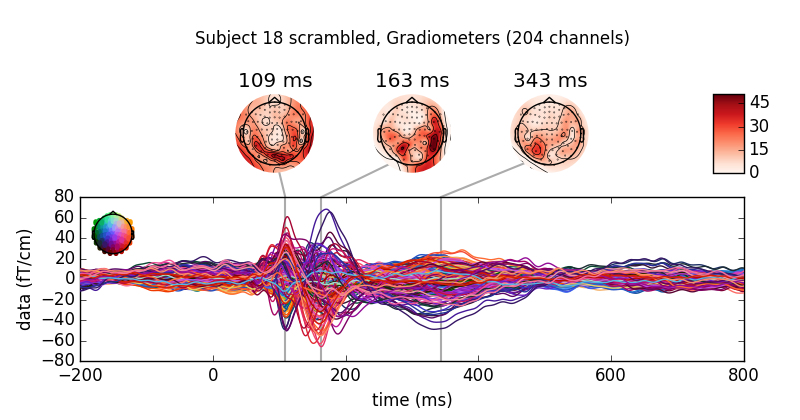 Subject 18 scrambled, Gradiometers (204 channels)
109 ms 163 ms 343 ms
45
30
15
0
80
60
40
20
0
−20
−40
−60
−80
data (fT/cm)
−200 0 200 400 600 800
time (ms)